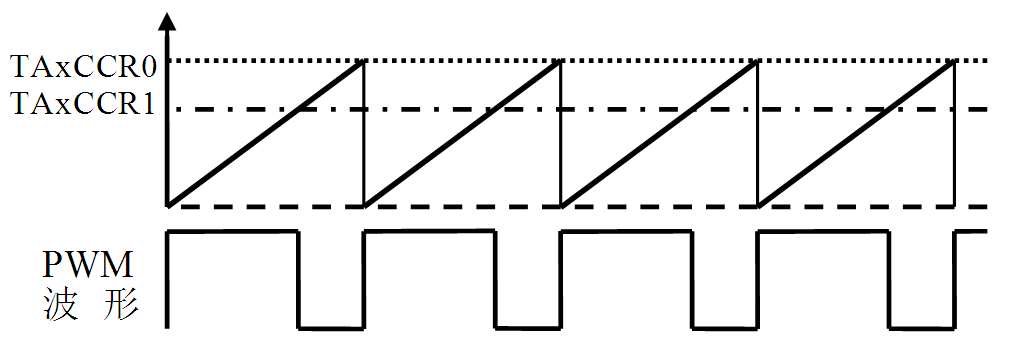 TAxCCR0
TAxCCR1
PWM
波 形